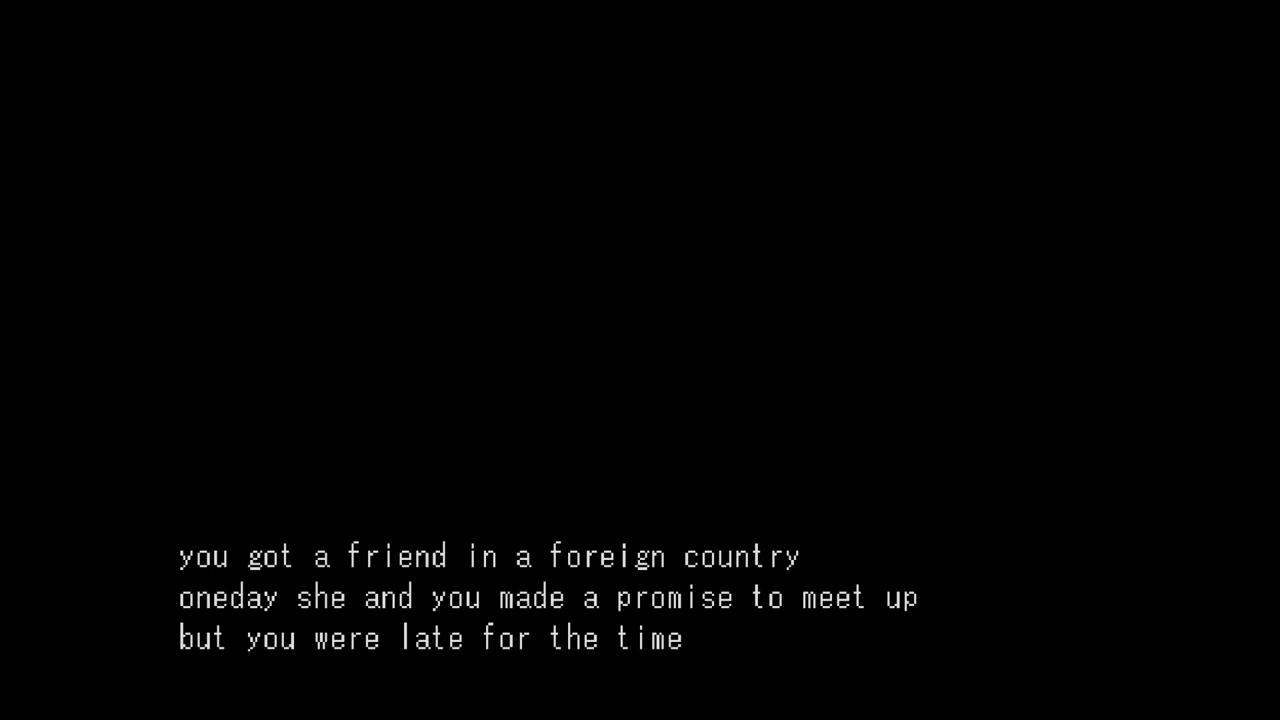 you got a friend in a foreign country
oneday she and you made a promise to meet up
but you were late for the time